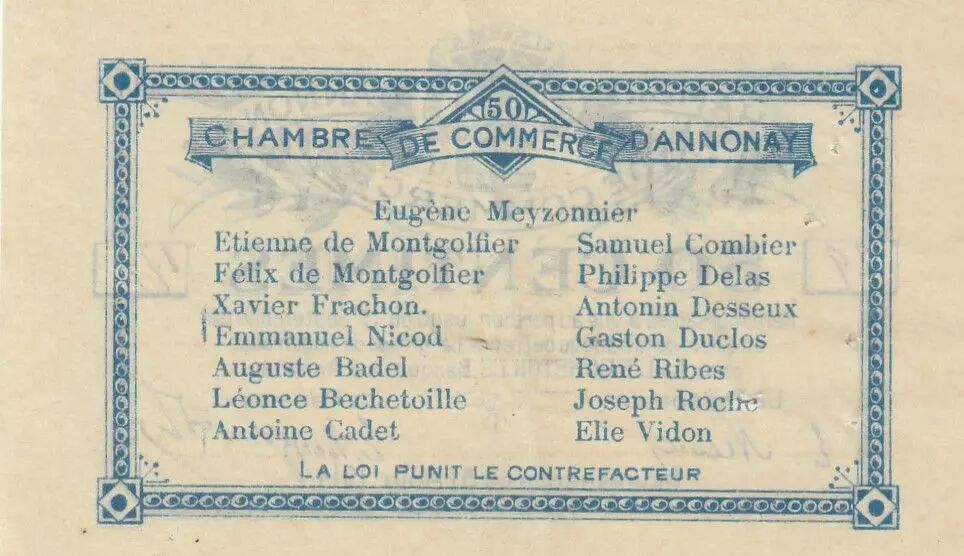 50
CHAMBRE DE COMMERCE D'ANNONAY
Eugène Meyzonnier
Etienne de Montgolfier Samuel Combier
Félix de Montgolfier Philippe Delas
Xavier Frachon. Antonin Desseux
Emmanuel Nicod Gaston Duclos
Auguste Badel René Ribes
Léonce Bechetoille Joseph Roche
Antoine Cadet Elie Vidon
LA LOI PUNIT LE CONTREFACTEUR